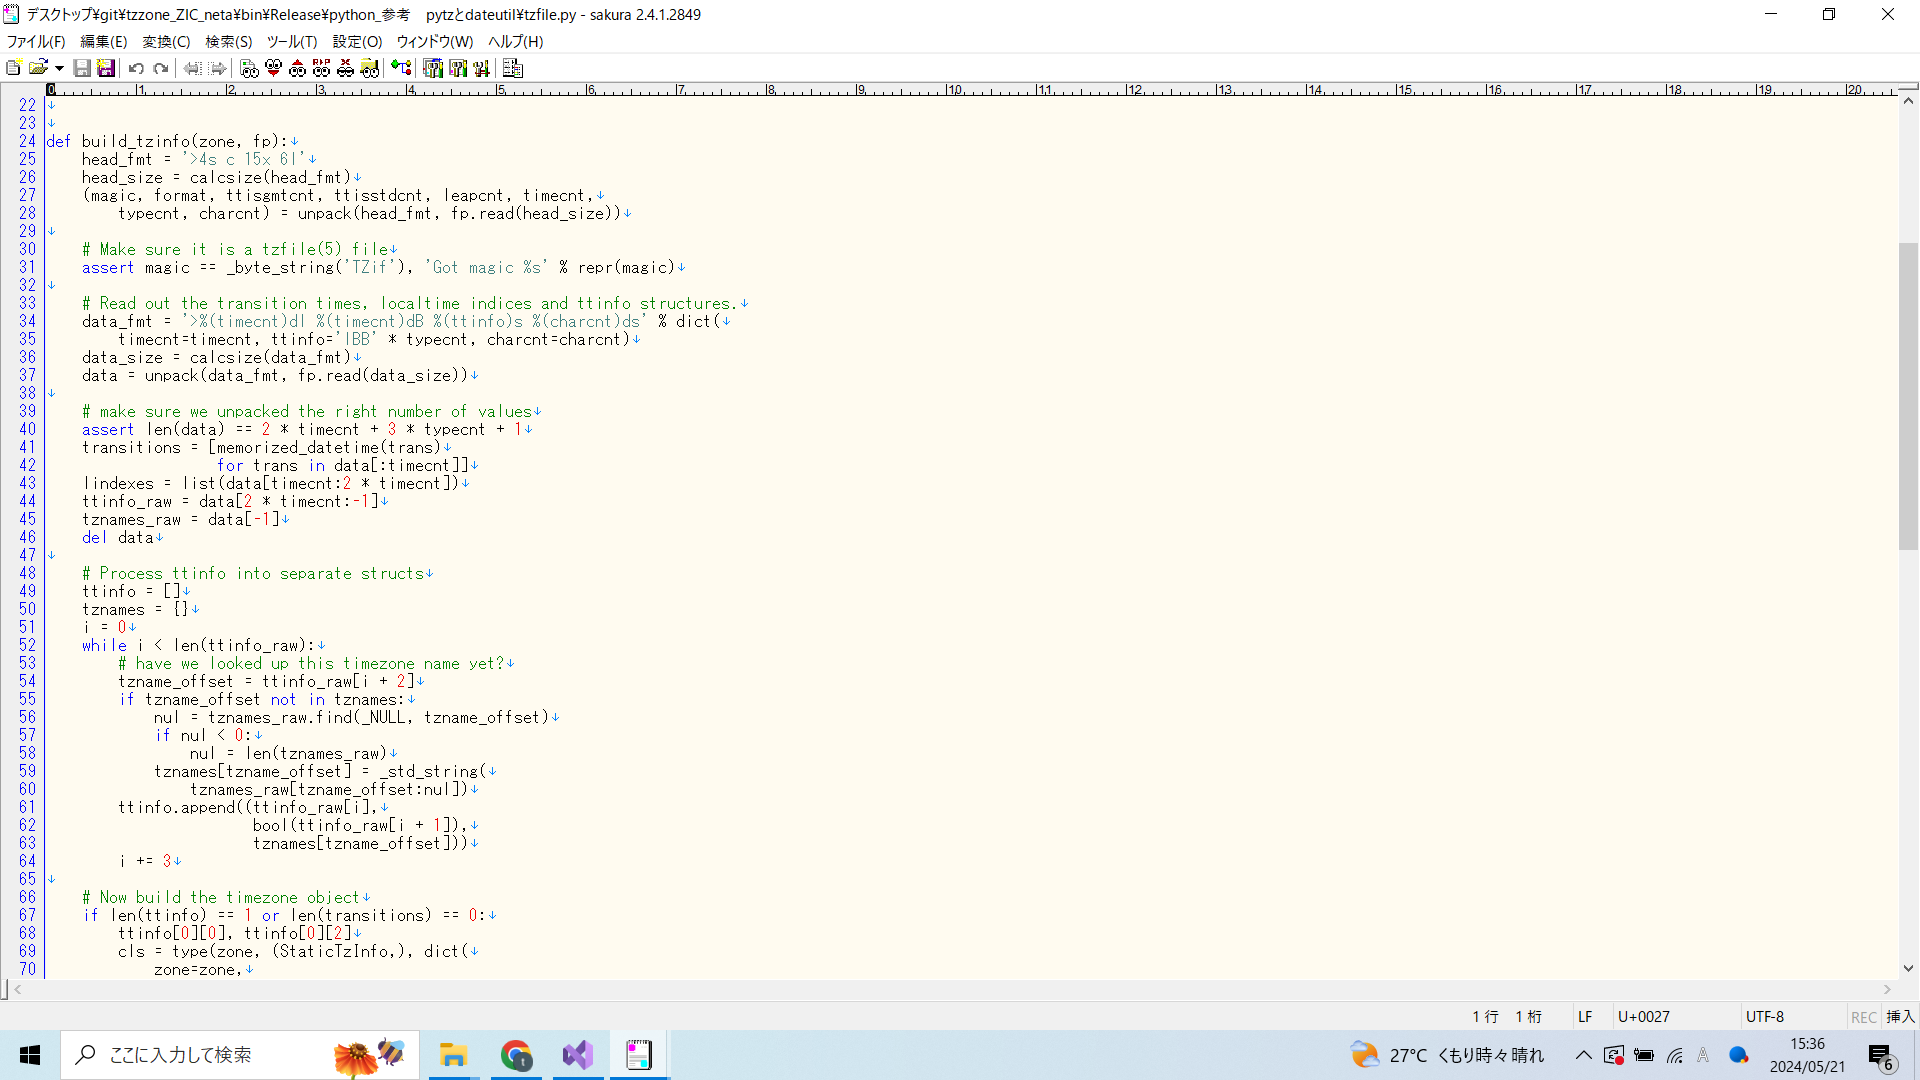 デスクトップ¥git¥tzzone_ZIC_neta¥bin¥Release¥python_参考　pytzとdateutil¥tzfile.py - sakura 2.4.1.2849
ファイル(F) 編集(E) 変換(C) 検索(S) ツール(T) 設定(O) ウィンドウ(W) ヘルプ(H)
0 1 2 3 4 5 6 7 8 9 10 11 12 13 14 15 16 17 18 19 20
22 ↓
23 ↓
24 def build_tzinfo(zone, fp):↓
25     head_fmt = '>4s c 15x 6l'↓
26     head_size = calcsize(head_fmt)↓
27     (magic, format, ttisgmtcnt, ttisstdcnt, leapcnt, timecnt,↓
28         typecnt, charcnt) = unpack(head_fmt, fp.read(head_size))↓
29 ↓
30     # Make sure it is a tzfile(5) file↓
31     assert magic == _byte_string('TZif'), 'Got magic %s' % repr(magic)↓
32 ↓
33     # Read out the transition times, localtime indices and ttinfo structures.↓
34     data_fmt = '>%(timecnt)dl %(timecnt)dB %(ttinfo)s %(charcnt)ds' % dict(↓
35         timecnt=timecnt, ttinfo='lBB' * typecnt, charcnt=charcnt)↓
36     data_size = calcsize(data_fmt)↓
37     data = unpack(data_fmt, fp.read(data_size))↓
38 ↓
39     # make sure we unpacked the right number of values↓
40     assert len(data) == 2 * timecnt + 3 * typecnt + 1↓
41     transitions = [memorized_datetime(trans)↓
42                    for trans in data[:timecnt]]↓
43     lindexes = list(data[timecnt:2 * timecnt])↓
44     ttinfo_raw = data[2 * timecnt:-1]↓
45     tznames_raw = data[-1]↓
46     del data↓
47 ↓
48     # Process ttinfo into separate structs↓
49     ttinfo = []↓
50     tznames = {}↓
51     i = 0↓
52     while i < len(ttinfo_raw):↓
53         # have we looked up this timezone name yet?↓
54         tzname_offset = ttinfo_raw[i + 2]↓
55         if tzname_offset not in tznames:↓
56             nul = tznames_raw.find(_NULL, tzname_offset)↓
57             if nul < 0:↓
58                 nul = len(tznames_raw)↓
59             tznames[tzname_offset] = _std_string(↓
60                 tznames_raw[tzname_offset:nul])↓
61         ttinfo.append((ttinfo_raw[i],↓
62                        bool(ttinfo_raw[i + 1]),↓
63                        tznames[tzname_offset]))↓
64         i += 3↓
65 ↓
66     # Now build the timezone object↓
67     if len(ttinfo) == 1 or len(transitions) == 0:↓
68         ttinfo[0][0], ttinfo[0][2]↓
69         cls = type(zone, (StaticTzInfo,), dict(↓
70             zone=zone,↓
1 行 1 桁 LF U+0027 UTF-8 REC 挿入
ここに入力して検索
27°C くもり時々晴れ
A
15:36
2024/05/21
6